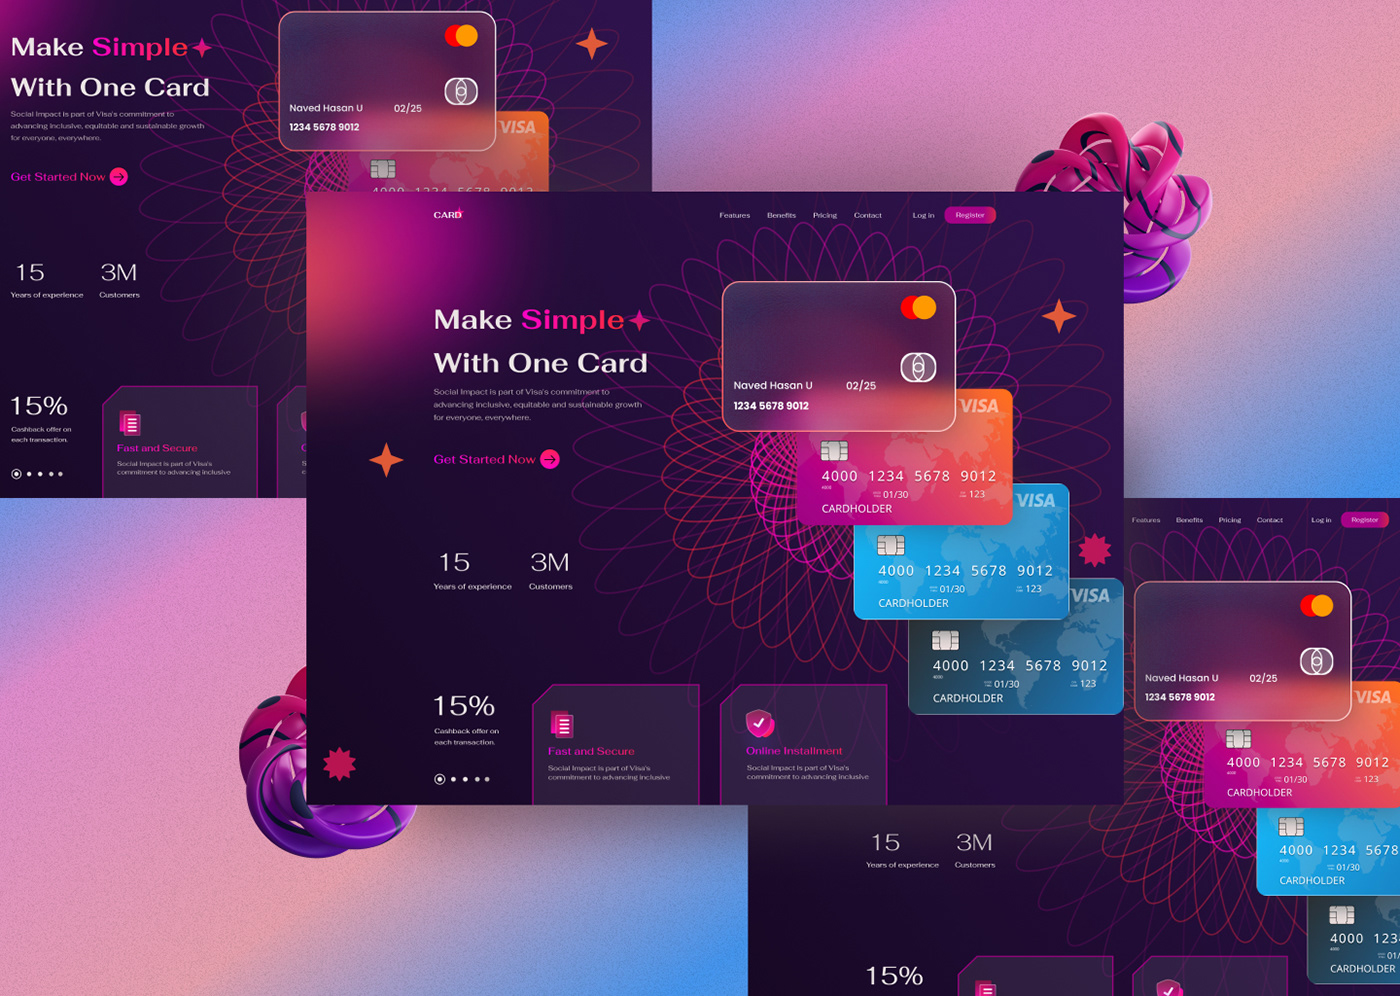 Make Simple
With One Card
Social Impact is part of Visa's commitment to
advancing inclusive, equitable and sustainable growth
for everyone, everywhere.
Get Started Now
15
Years of experience
3M
Customers
15%
Cashback offer on
each transaction.
Fast and Secure
Social Impact is part of Visa's
commitment to advancing inclusive
Naved Hasan U 02/25
1234 5678 9012
VISA
4000 1234 5678 9012
CARD
Features Benefits Pricing Contact Log in Register
Make Simple
With One Card
Social Impact is part of Visa's commitment to
advancing inclusive, equitable and sustainable growth
for everyone, everywhere.
Get Started Now
15
Years of experience
3M
Customers
15%
Cashback offer on
each transaction.
Fast and Secure
Social Impact is part of Visa's
commitment to advancing inclusive
Online Installment
Social Impact is part of Visa's
commitment to advancing inclusive
Naved Hasan U 02/25
1234 5678 9012
VISA
4000 1234 5678 9012
4000
01/30 123
CARDHOLDER
VISA
4000 1234 5678 9012
4000
01/30 123
CARDHOLDER
VISA
4000 1234 5678 9012
4000
01/30 123
CARDHOLDER
Features Benefits Pricing Contact Log in Register
Naved Hasan U 02/25
1234 5678 9012
VISA
4000 1234 5678 9012
01/30 123
CARDHOLDER
4000 1234 5678
01/30
CARDHOLDER
4000 123
01/
CARDHOLDER
15
Years of experience
3M
Customers
15%